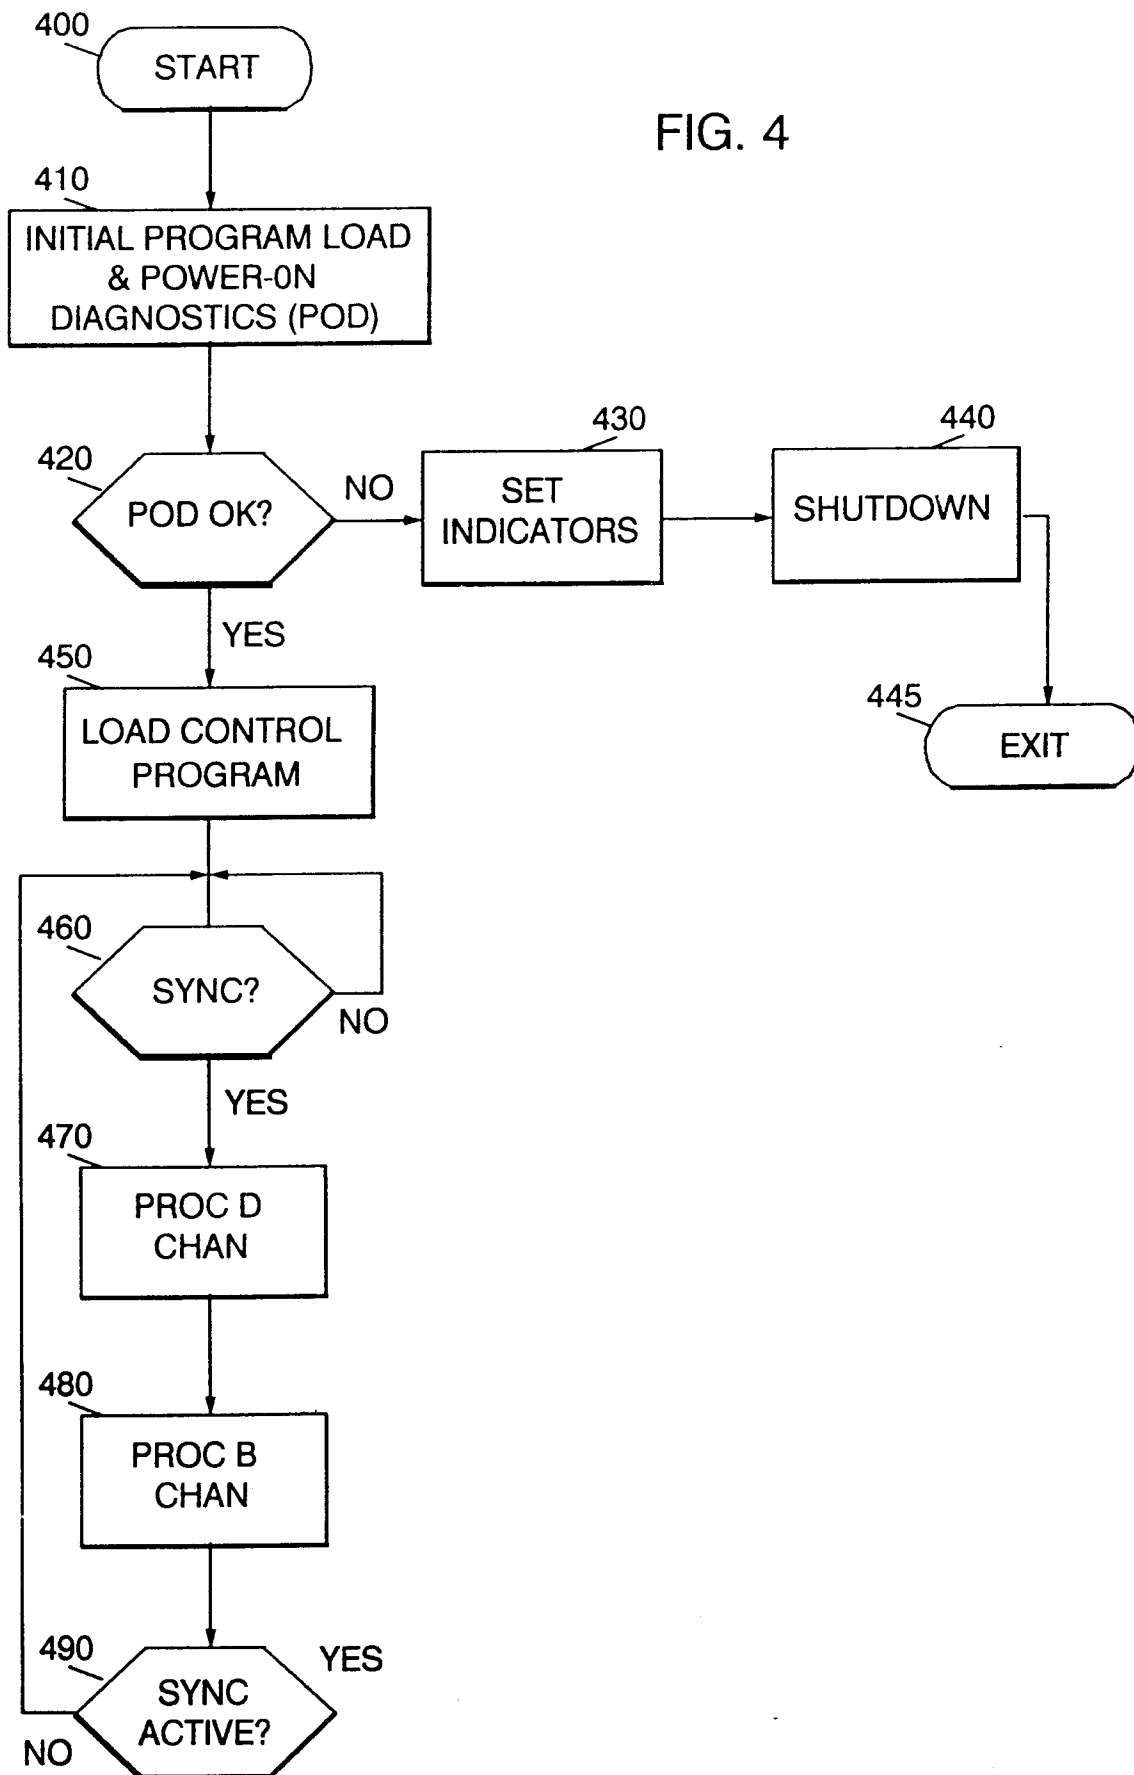 400
START
FIG. 4
410
INITIAL PROGRAM LOAD
& POWER-0N
DIAGNOSTICS (POD)
420
POD OK?
NO
430
SET
INDICATORS
440
SHUTDOWN
YES
445
EXIT
450
LOAD CONTROL
PROGRAM
460
SYNC?
NO
YES
470
PROC D
CHAN
480
PROC B
CHAN
490
SYNC
ACTIVE?
YES
NO